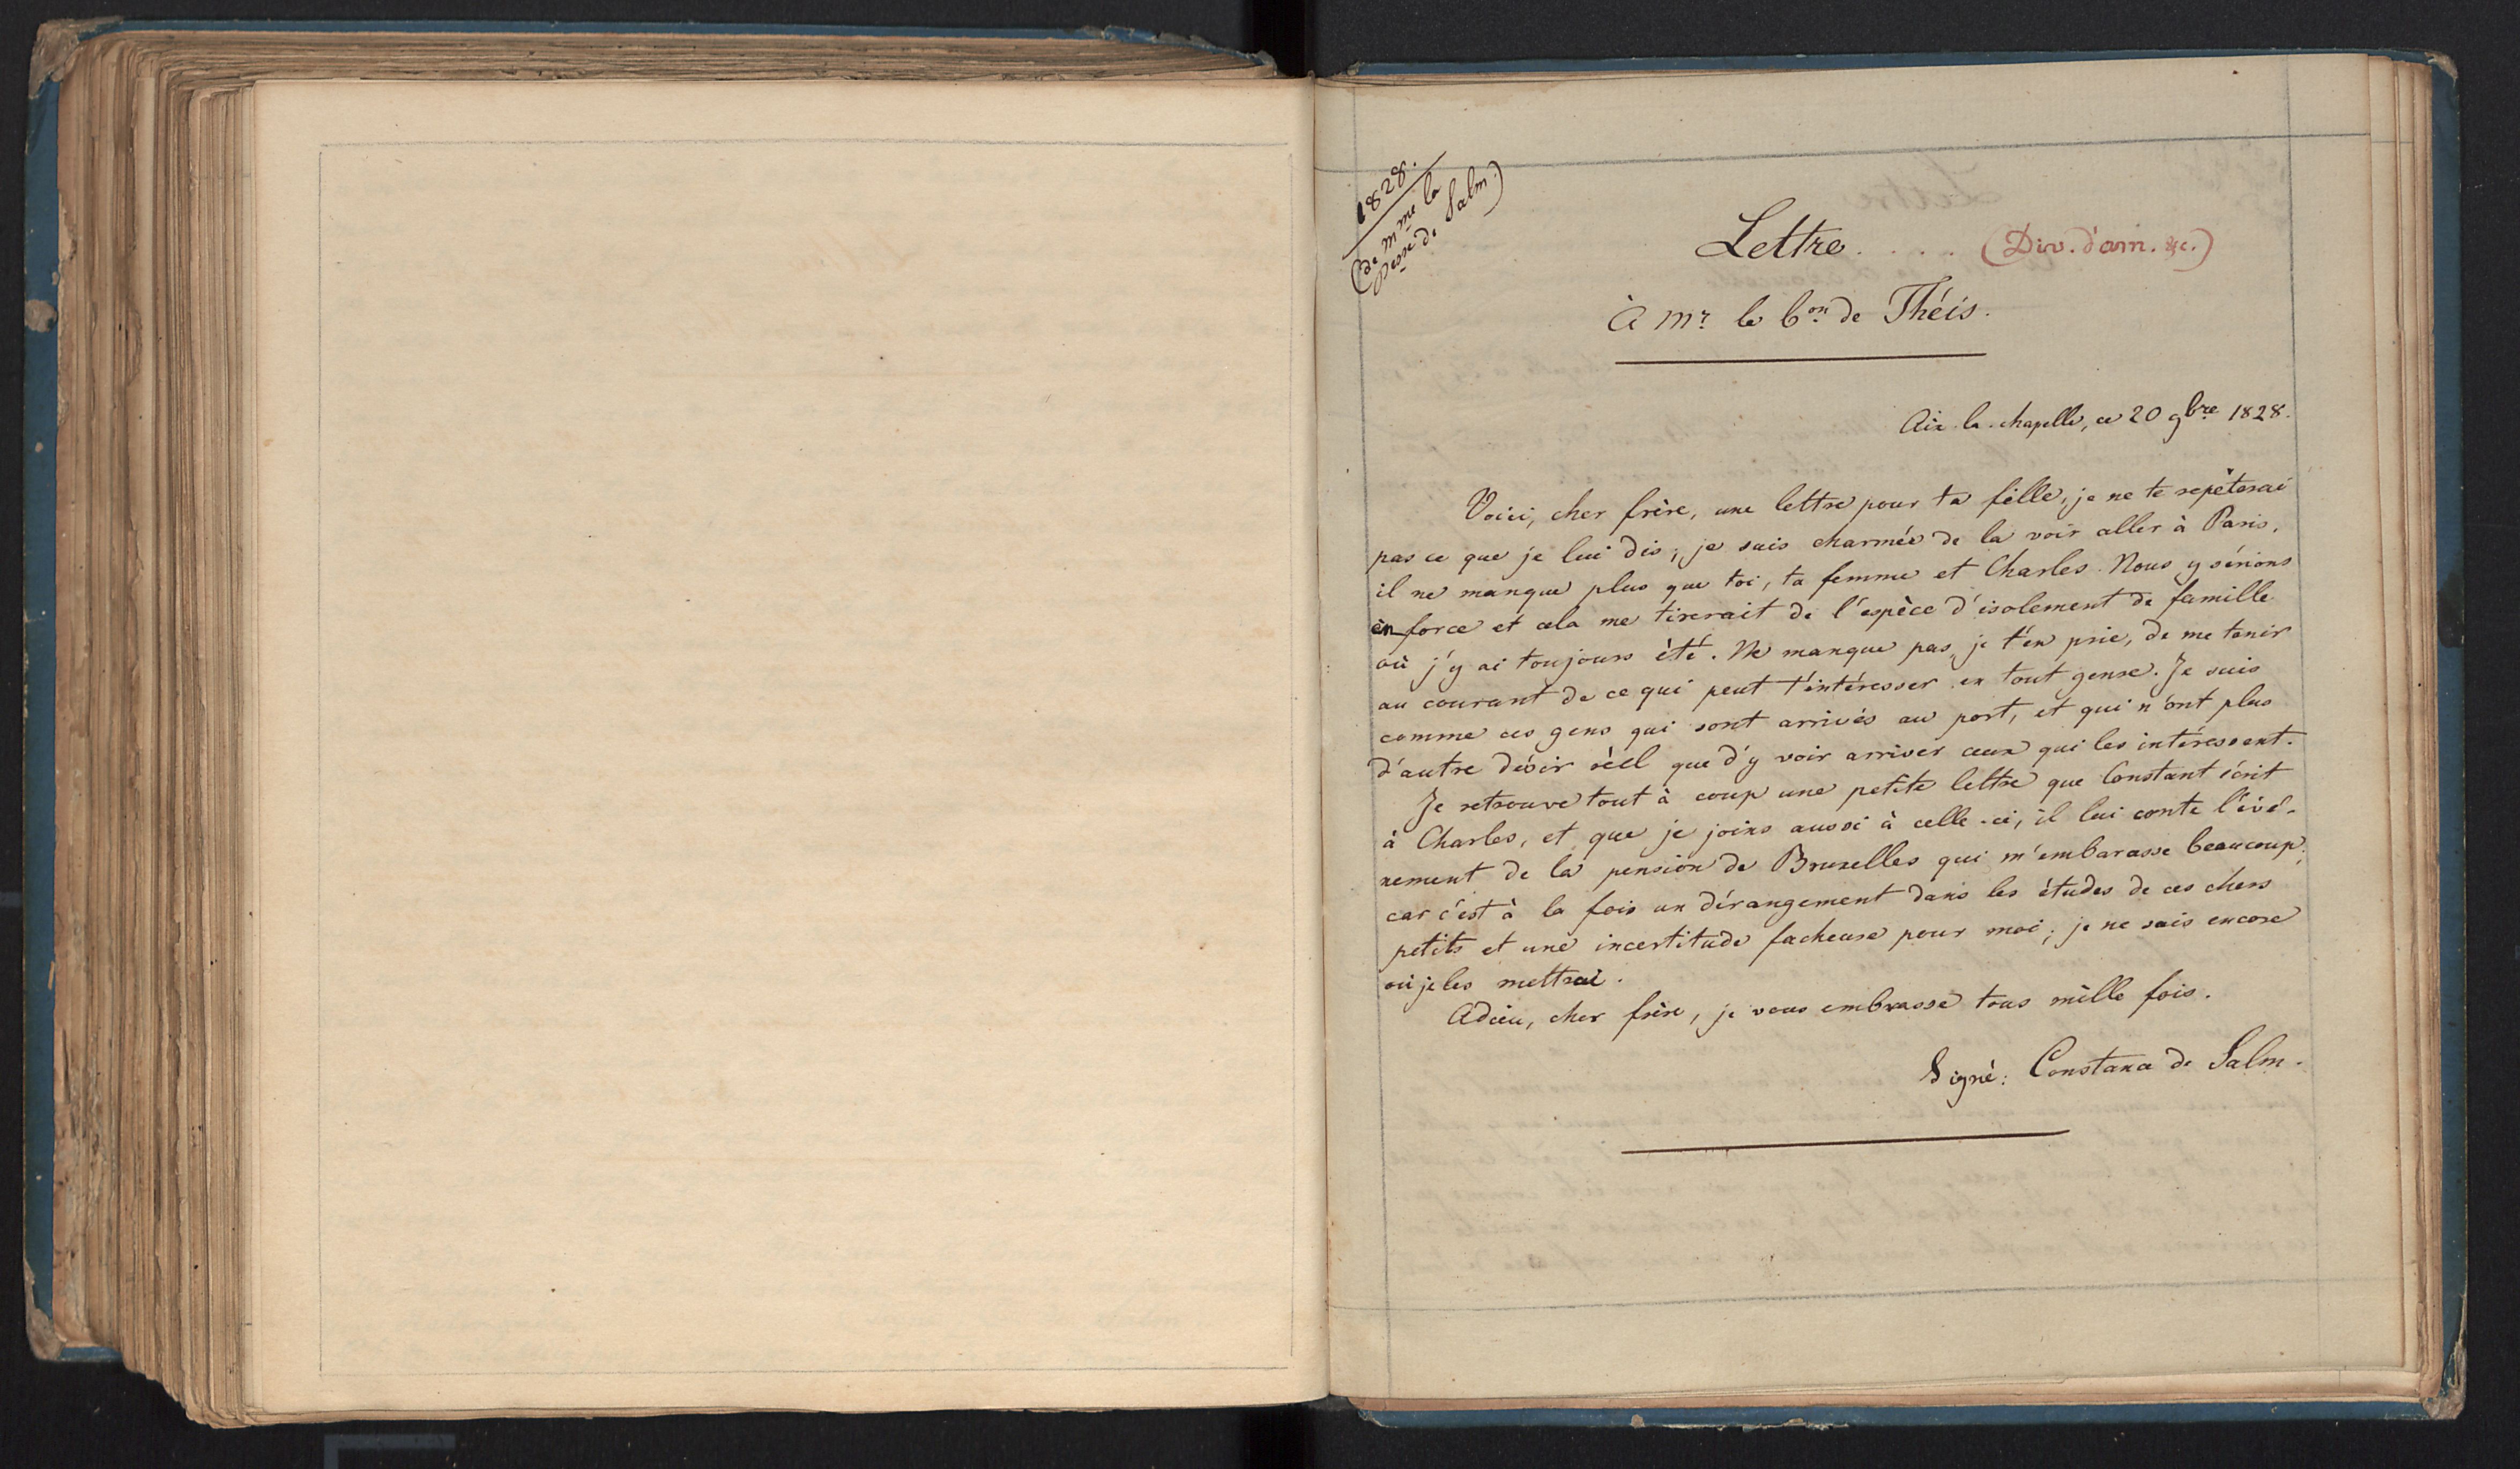 1828.
(de mme la
Pesse de Salm.)
Lettre . . . . (Div. d'am. &c.)
à Mr. le bon. de Théis.
Aix-la-chapelle, ce 20 9bre 1828.
Voici, cher frère, une lettre pour ta fille, je ne te repèterai
pas ce que je lui dis; je suis charmée de la voir aller à Paris,
il ne manque plus que toi, ta femme et Charles. Nous y sérions
en force et cela me tirerait de l'espèce d'isolement de famille
où j'y ai toujours été. Ne manque pas, je t'en prie, de me tenir
au courant de ce qui peut t'intéresser en tout genre. Je suis
comme ces gens qui sont arrivés au port, et qui n'ont plus
d'autre désir réel que d'y voir arriver ceux qui les intéressent.
Je retrouve tout à coup une petite lettre que Constant écrit
à Charles, et que je joins aussi à celle-ci, il lui conte l'évé-
nement de la pension de Bruxelles qui m'embarasse beaucoup;
car c'est à la fois un dérangement dans les études de ces chers
petits et une incertitude facheuse pour moi; je ne sais encore
où je les mettrai.
Adieu, cher frère, je vous embrasse tous mille fois.
Signé: Constance de Salm.